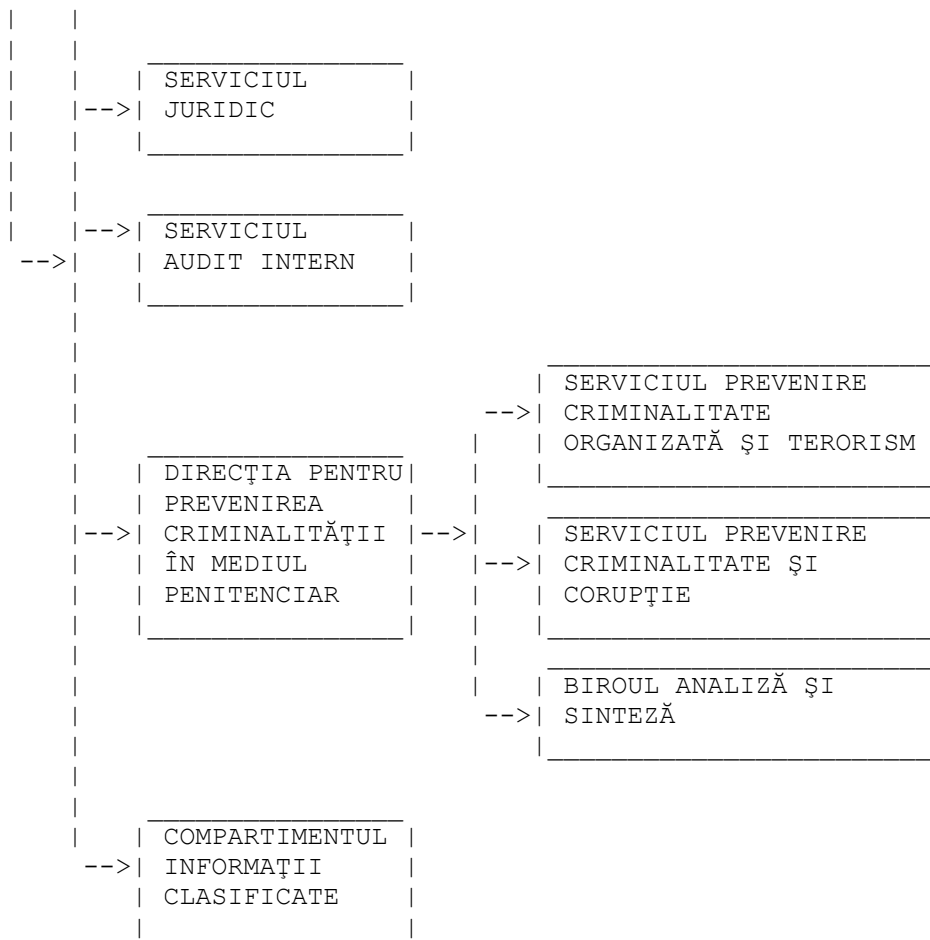 SERVICIUL
JURIDIC
SERVICIUL
AUDIT INTERN
SERVICIUL PREVENIRE
CRIMINALITATE
ORGANIZATĂ ŞI TERORISM
DIRECŢIA PENTRU
PREVENIREA
CRIMINALITĂŢII
ÎN MEDIUL
PENITENCIAR
SERVICIUL PREVENIRE
CRIMINALITATE ŞI
CORUPŢIE
BIROUL ANALIZĂ ŞI
SINTEZĂ
COMPARTIMENTUL
INFORMAŢII
CLASIFICATE